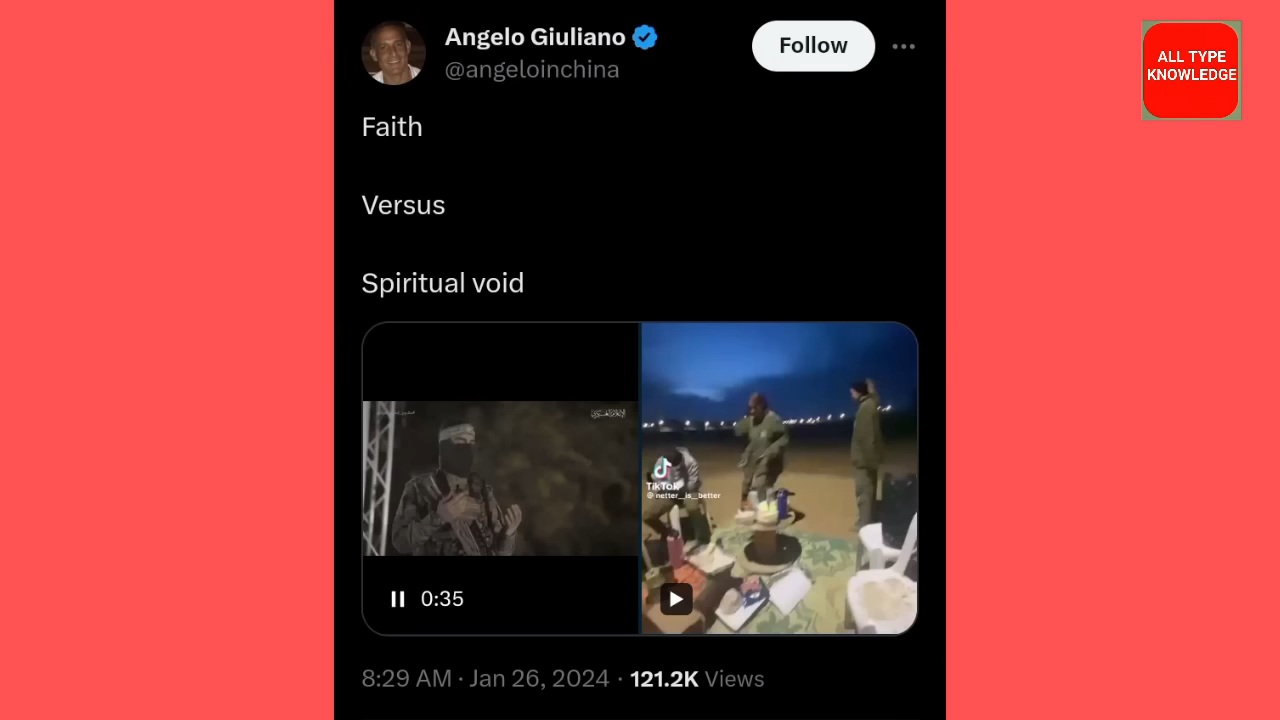 Angelo Giuliano
@angeloinchina
Follow
ALL TYPE
KNOWLEDGE
Faith
Versus
Spiritual void
TikTok
@ netter_is_better
0:35
8:29 AM · Jan 26, 2024 · 121.2K Views